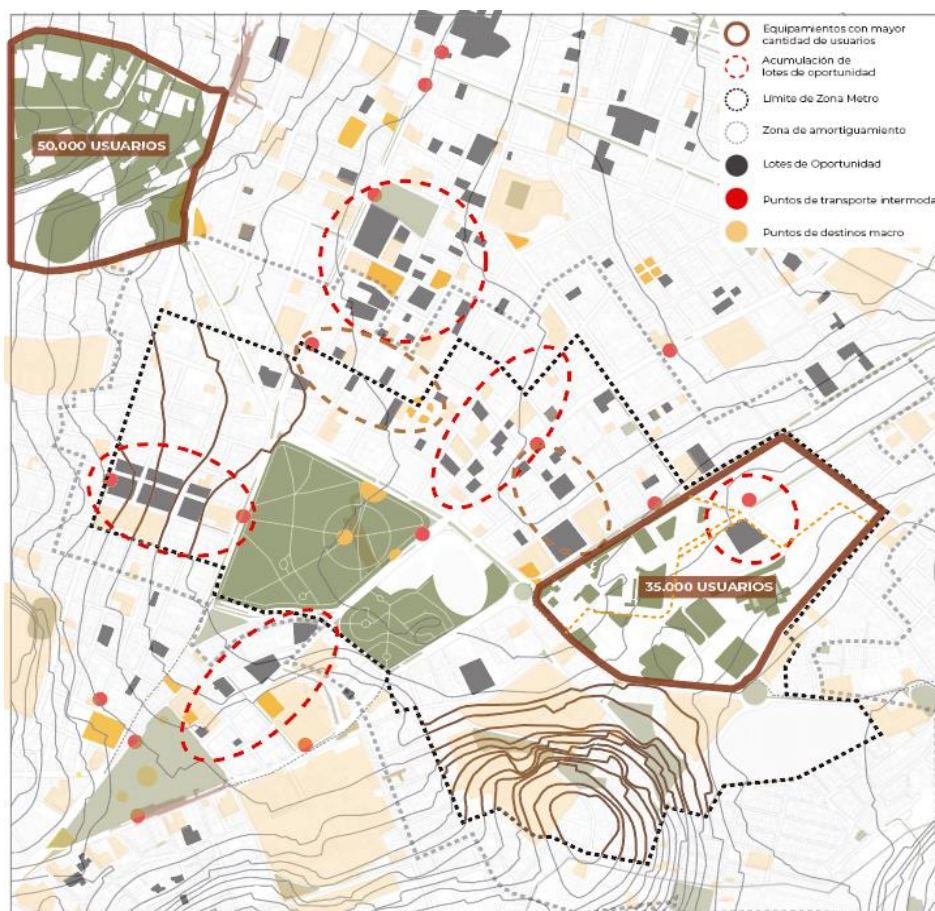 Equipamientos con mayor
cantidad de usuarios
Acumulación de
lotes de oportunidad
Límite de Zona Metro
Zona de amortiguamiento
Lotes de Oportunidad
Puntos de transporte intermoda
Puntos de destinos macro
50.000 USUARIOS
35.000 USUARIOS